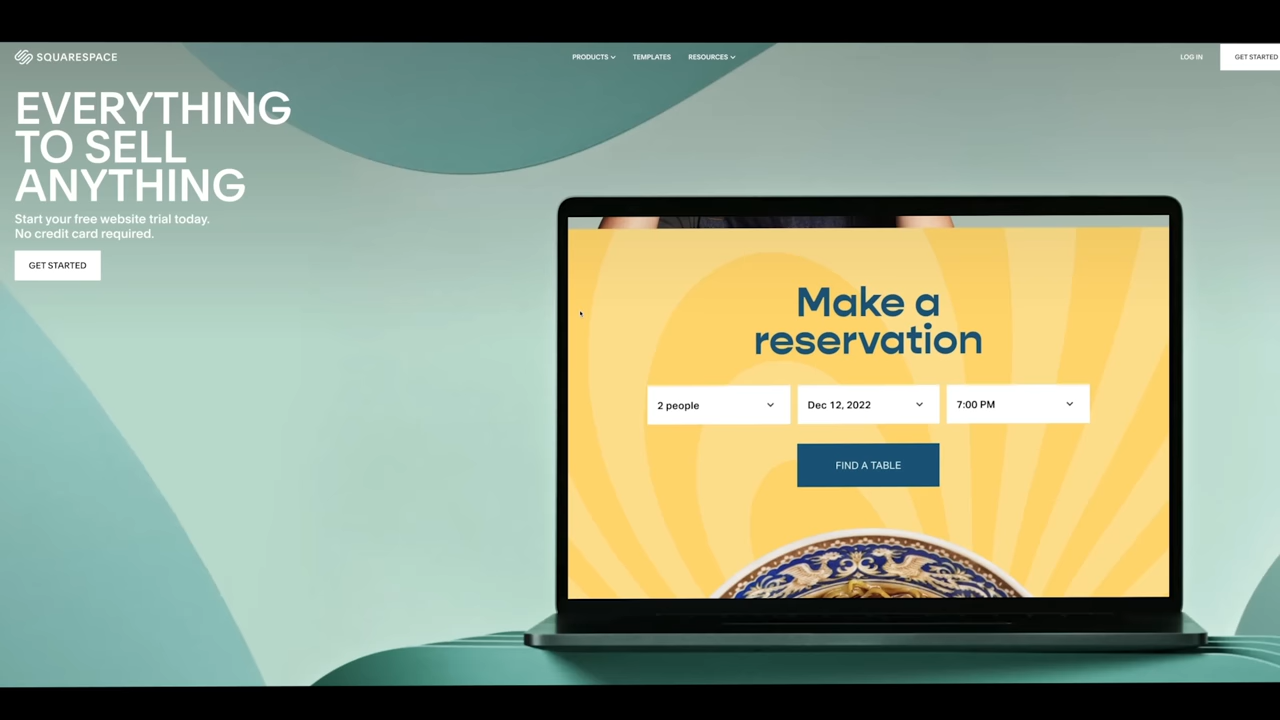 SQUARESPACE
PRODUCTS
TEMPLATES
RESOURCES
LOG IN
GET STARTED
EVERYTHING
TO SELL
ANYTHING
Start your free website trial today.
No credit card required.
GET STARTED
Make a
reservation
2 people
Dec 12, 2022
7:00 PM
FIND A TABLE